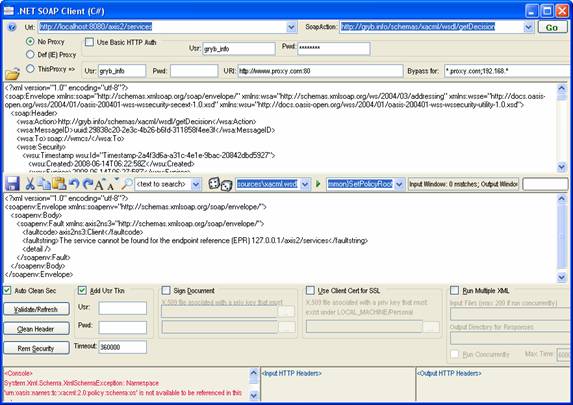 .NET SOAP Client (C#)
Url: http://localhost:8080/axis2/services SoapAction: http://gryb.info/schemas/xacml/wsdl/getDecision Go
No Proxy Use Basic HTTP Auth
Usr: gryb_info Pwd: ********
Def (IE) Proxy
ThisProxy => Usr: gryb_info Pwd: URI: http://www.proxy.com:80 Bypass for: *.proxy.com;192.168.*
<?xml version="1.0" encoding="utf-8"?>
<soap:Envelope xmlns:soap="http://schemas.xmlsoap.org/soap/envelope/" xmlns:wsa="http://schemas.xmlsoap.org/ws/2004/03/addressing" xmlns:wsse="http://docs.oasis-
open.org/wss/2004/01/oasis-200401-wss-wssecurity-secext-1.0.xsd" xmlns:wsu="http://docs.oasis-open.org/wss/2004/01/oasis-200401-wss-wssecurity-utility-1.0.xsd">
<soap:Header>
<wsa:Action>http://gryb.info/schemas/xacml/wsdl/getDecision</wsa:Action>
<wsa:MessageID>uuid:29838c20-2e3c-4b26-b6fd-311858f4ee3f</wsa:MessageID>
<wsa:To>soap://wmcs/</wsa:To>
<wsse:Security>
<wsu:Timestamp wsu:Id="Timestamp-2a4f3d6a-a31c-4e1e-9bac-20842dbd5927">
<wsu:Created>2008-06-14T06:22:58Z</wsu:Created>
<text to search> sources\xacml.wsd mmon)SetPolicyRoot Input Window: 0 matches; Output Windo
<?xml version="1.0" encoding="utf-8"?>
<soapenv:Envelope xmlns:soapenv="http://schemas.xmlsoap.org/soap/envelope/">
<soapenv:Body>
<soapenv:Fault xmlns:axis2ns3="http://schemas.xmlsoap.org/soap/envelope/">
<faultcode>axis2ns3:Client</faultcode>
<faultstring>The service cannot be found for the endpoint reference (EPR) 127.0.0.1/axis2/services</faultstring>
<detail />
</soapenv:Fault>
</soapenv:Body>
</soapenv:Envelope>
Auto Clean Sec Add Usr Tkn Sign Document Use Client Cert for SSL Run Multiple XML
Validate/Refresh Usr: X.509 file associated with a priv key that must X.509 file associated with a priv key that must Input Files (max 200 if run concurrently)
exist under LOCAL_MACHINE/Personal
Clean Header Pwd: Output Directory for Responses
Rem Security Timeout: 360000 Run Concurrently Max Time: 6000
<Console> <Input HTTP Headers> <Output HTTP Headers>
System.Xml.Schema.XmlSchemaException: Namespace
'urn:oasis:names:tc:xacml:2.0:policy:schema:os' is not available to be referenced in this